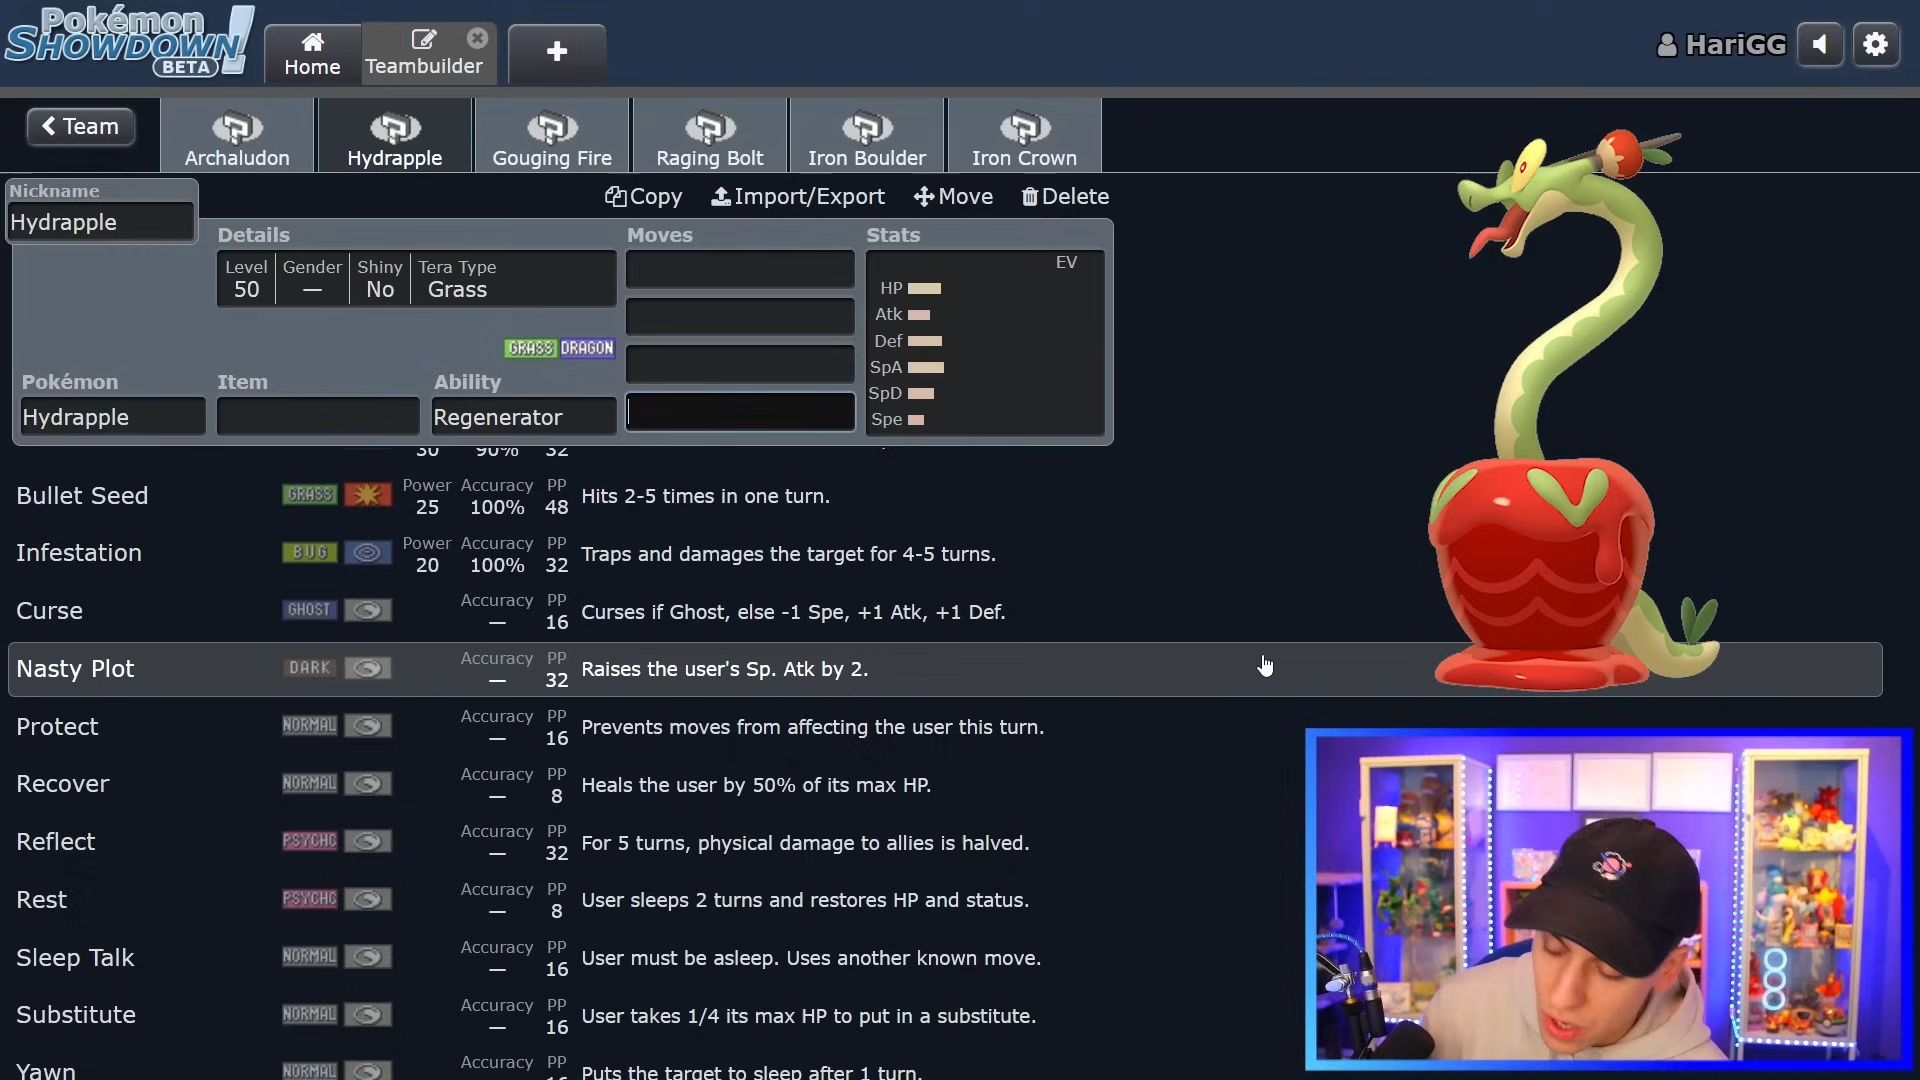 Pokémon
SHOWDOWN!
BETA
Home
Teambuilder
HariGG
Team
Archaludon
Hydrapple
Gouging Fire
Raging Bolt
Iron Boulder
Iron Crown
Nickname
Hydrapple
Copy
Import/Export
Move
Delete
Details
Moves
Stats
Level Gender Shiny Tera Type
50 — No Grass
EV
HP
Atk
Def
SpA
SpD
Spe
GRASS DRAGON
Pokémon Item Ability
Hydrapple Regenerator
30 90% 32
Bullet Seed GRASS Power 25 Accuracy 100% PP 48 Hits 2-5 times in one turn.
Infestation BUG Power 20 Accuracy 100% PP 32 Traps and damages the target for 4-5 turns.
Curse GHOST Accuracy — PP 16 Curses if Ghost, else -1 Spe, +1 Atk, +1 Def.
Nasty Plot DARK Accuracy — PP 32 Raises the user's Sp. Atk by 2.
Protect NORMAL Accuracy — PP 16 Prevents moves from affecting the user this turn.
Recover NORMAL Accuracy — PP 8 Heals the user by 50% of its max HP.
Reflect PSYCHC Accuracy — PP 32 For 5 turns, physical damage to allies is halved.
Rest PSYCHC Accuracy — PP 8 User sleeps 2 turns and restores HP and status.
Sleep Talk NORMAL Accuracy — PP 16 User must be asleep. Uses another known move.
Substitute NORMAL Accuracy — PP 16 User takes 1/4 its max HP to put in a substitute.
Yawn NORMAL Accuracy PP Puts the target to sleep after 1 turn.